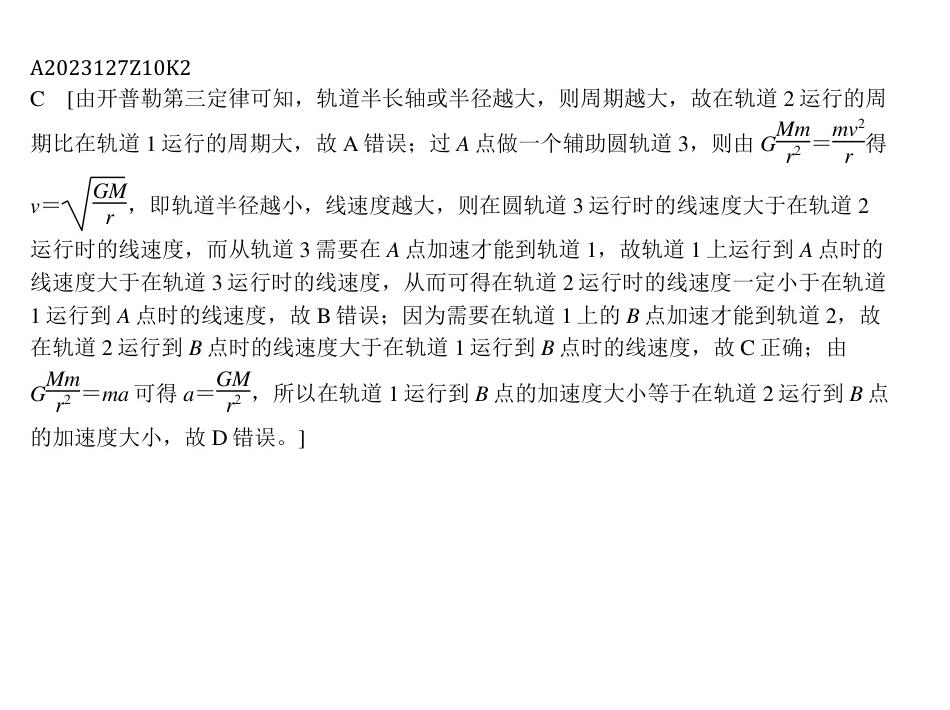 A2023127Z10K2
C [由开普勒第三定律可知，轨道半长轴或半径越大，则周期越大，故在轨道 2 运行的周
期比在轨道 1 运行的周期大，故 A 错误；过 A 点做一个辅助圆轨道 3，则由 G\frac{Mm}{r^2}=\frac{mv^2}{r}得
v=\sqrt{\frac{GM}{r}}，即轨道半径越小，线速度越大，则在圆轨道 3 运行时的线速度大于在轨道 2
运行时的线速度，而从轨道 3 需要在 A 点加速才能到轨道 1，故轨道 1 上运行到 A 点时的
线速度大于在轨道 3 运行时的线速度，从而可得在轨道 2 运行时的线速度一定小于在轨道
1 运行到 A 点时的线速度，故 B 错误；因为需要在轨道 1 上的 B 点加速才能到轨道 2，故
在轨道 2 运行到 B 点时的线速度大于在轨道 1 运行到 B 点时的线速度，故 C 正确；由
G\frac{Mm}{r^2}=ma 可得 a=\frac{GM}{r^2}，所以在轨道 1 运行到 B 点的加速度大小等于在轨道 2 运行到 B 点
的加速度大小，故 D 错误。]